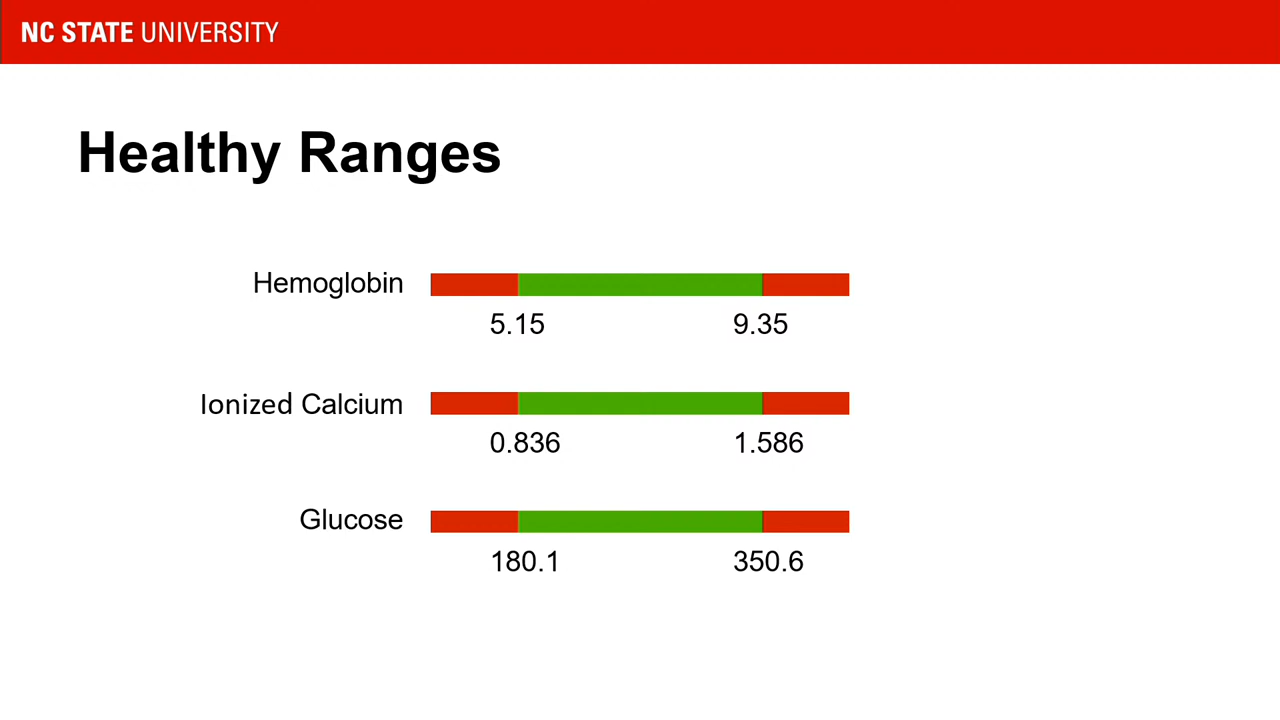 NC STATE UNIVERSITY
Healthy Ranges
Hemoglobin
5.15 9.35
Ionized Calcium
0.836 1.586
Glucose
180.1 350.6